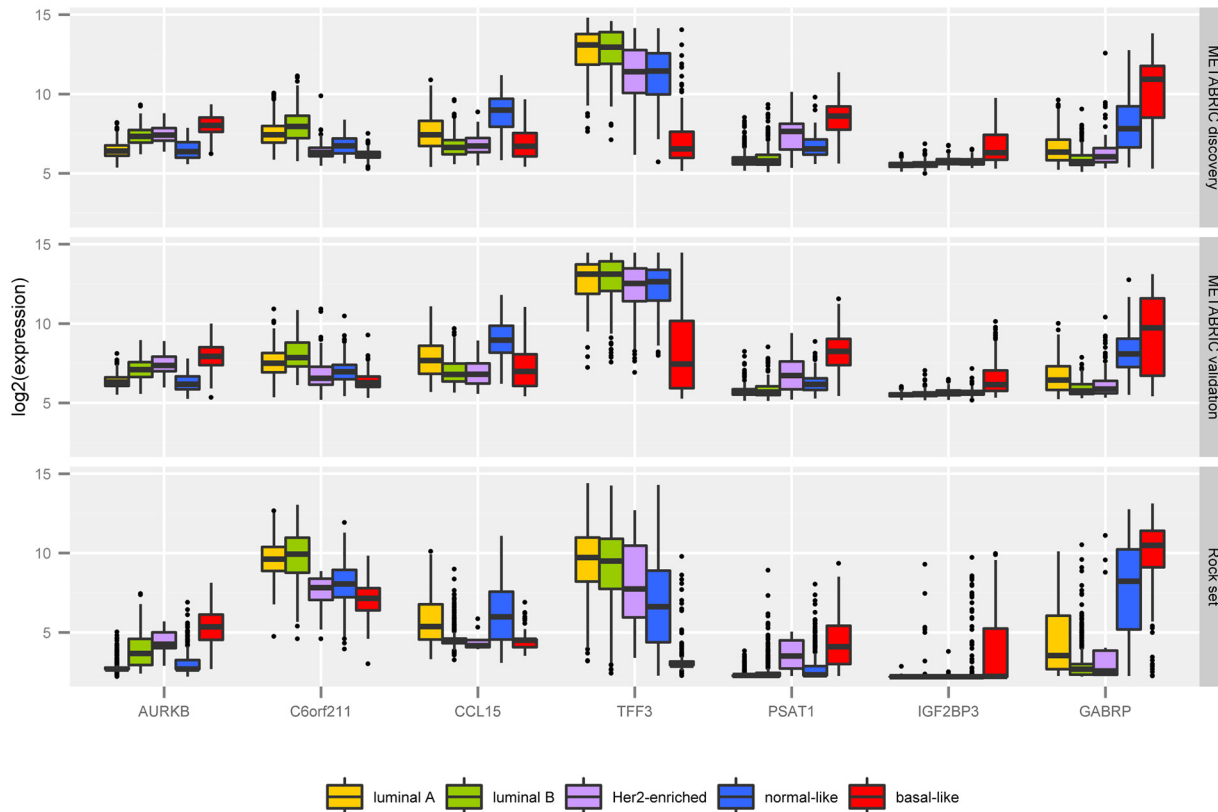 15
10
5
METABRIC discovery
15
10
5
METABRIC validation
log2(expression)
15
10
5
Rock set
AURKB C6orf211 CCL15 TFF3 PSAT1 IGF2BP3 GABRP
luminal A luminal B Her2-enriched normal-like basal-like